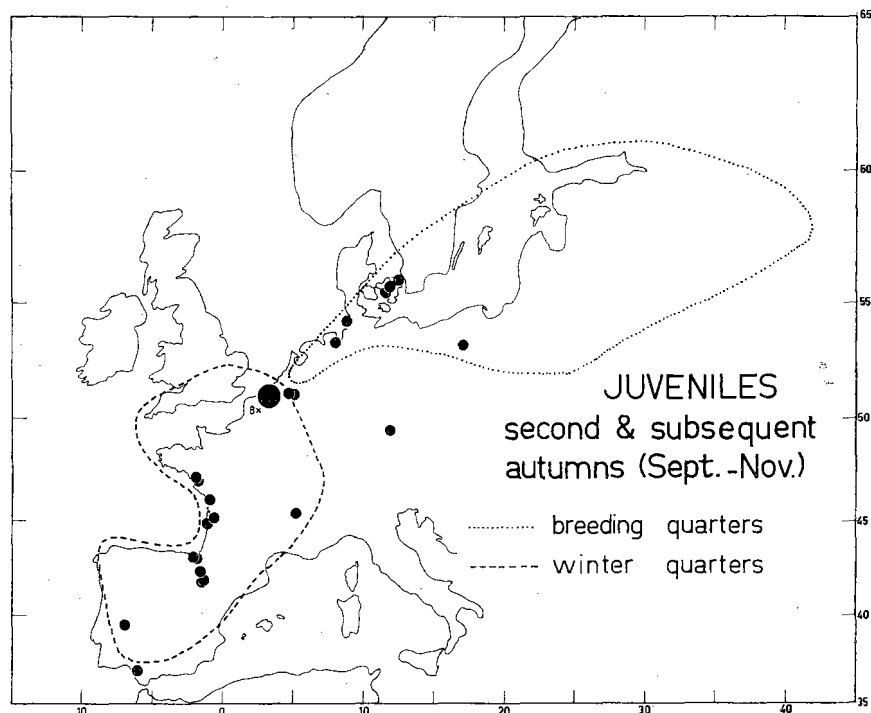 65
60
55
50
45
40
35
B×
JUVENILES
second & subsequent
autumns (Sept.-Nov.)
breeding quarters
winter quarters
10 0 10 20 30 40